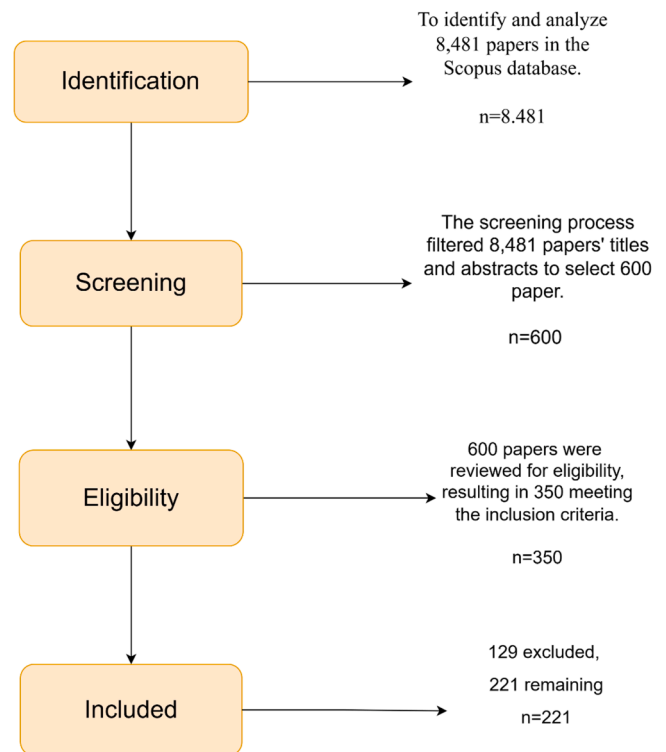 Identification
To identify and analyze
8,481 papers in the
Scopus database.
n=8.481
Screening
The screening process
filtered 8,481 papers' titles
and abstracts to select 600
paper.
n=600
Eligibility
600 papers were
reviewed for eligibility,
resulting in 350 meeting
the inclusion criteria.
n=350
Included
129 excluded,
221 remaining
n=221